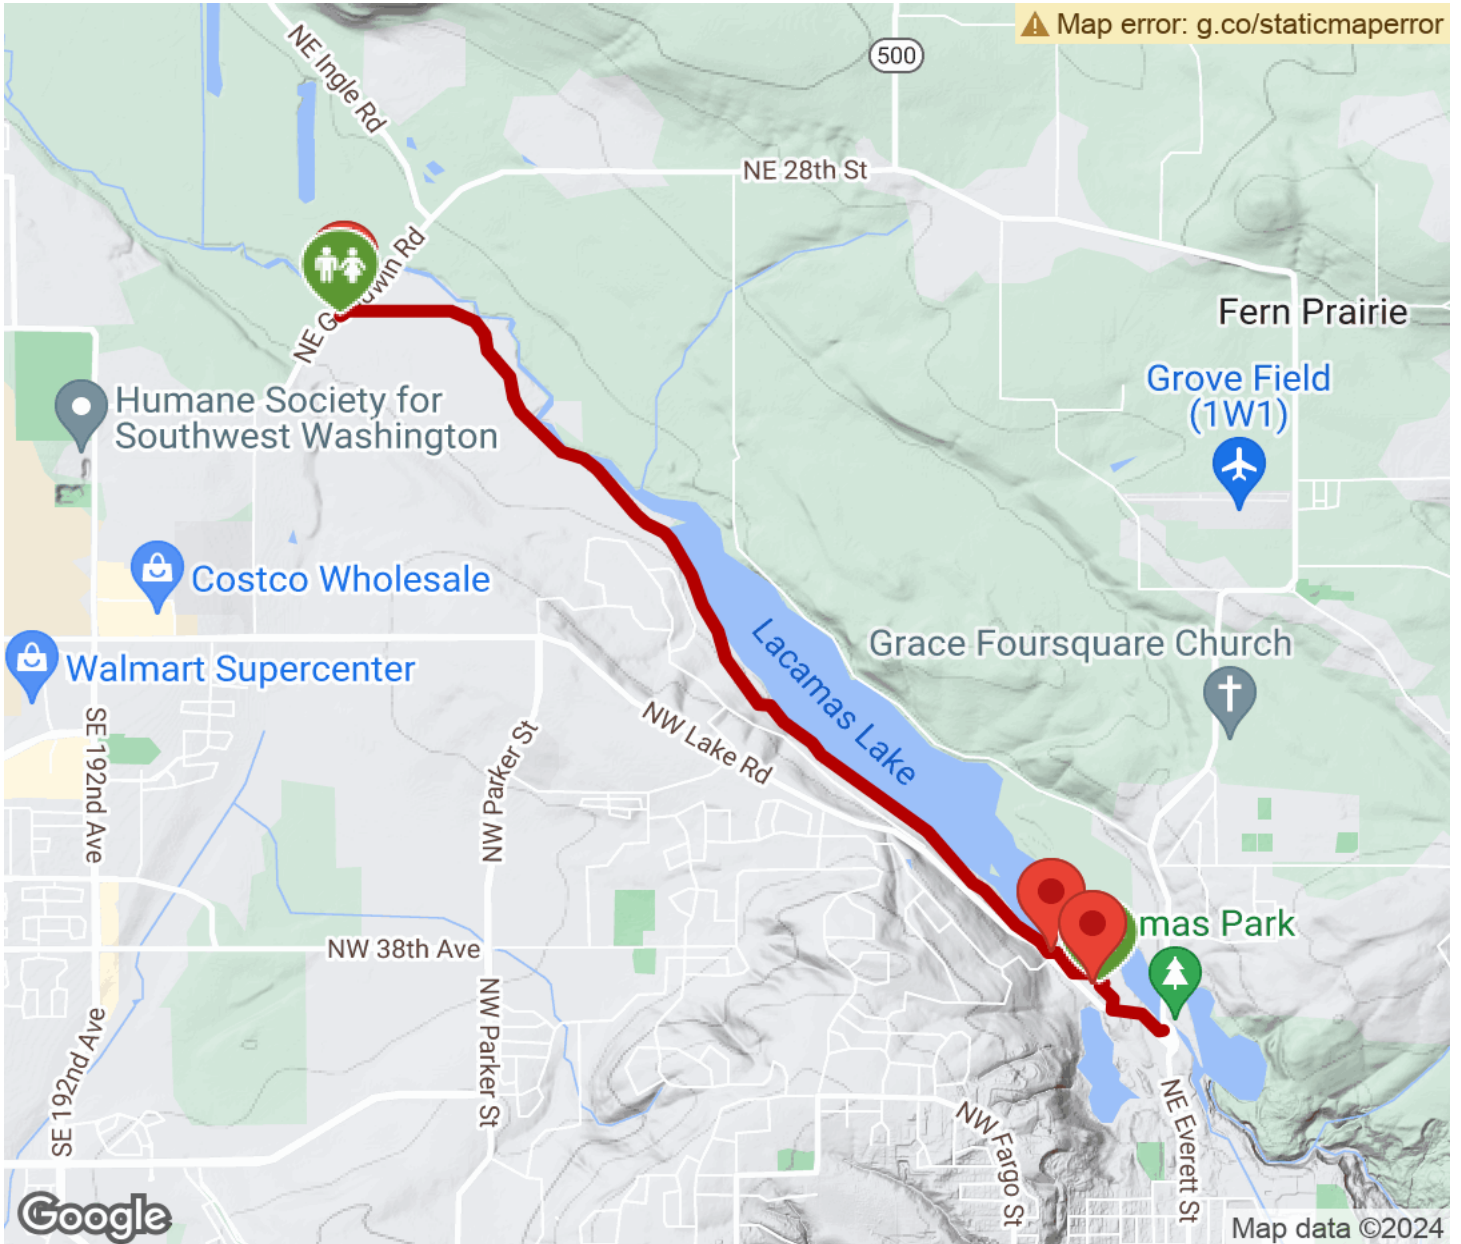 Map error: g.co/staticmaperror
NE Ingle Rd
500
NE 28th St
NE G
dwin Rd
Fern Prairie
Grove Field
(1W1)
Humane Society for
Southwest Washington
Costco Wholesale
Grace Foursquare Church
Walmart Supercenter
Lacamas Lake
NW Lake Rd
SE 192nd Ave
NW Parker St
NW 38th Ave
mas Park
NW Parker St
SE 192nd Ave
NW Fargo St
NE Everett St
Google
Map data ©2024